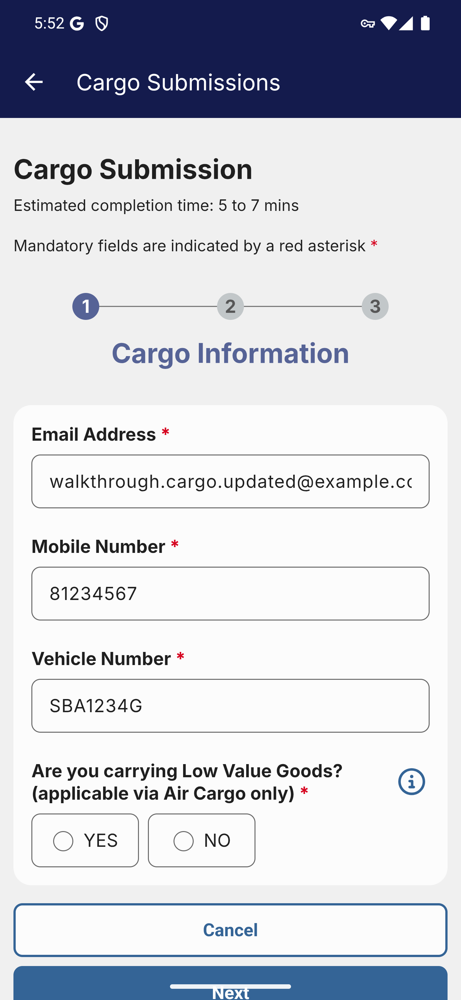 5:52
Cargo Submissions
Cargo Submission
Estimated completion time: 5 to 7 mins
Mandatory fields are indicated by a red asterisk *
1 2 3
Cargo Information
Email Address *
walkthrough.cargo.updated@example.co
Mobile Number *
81234567
Vehicle Number *
SBA1234G
Are you carrying Low Value Goods?
(applicable via Air Cargo only) *
YES NO
Cancel
Next